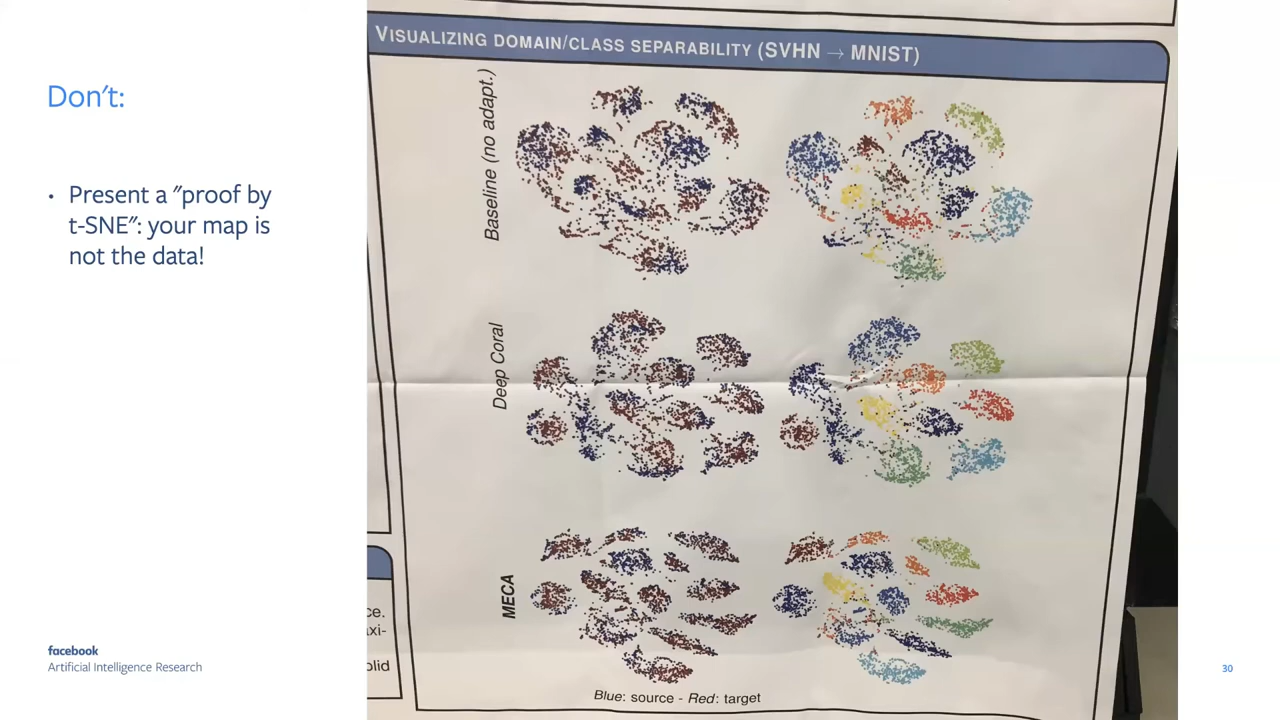 Don't:
• Present a "proof by
t-SNE": your map is
not the data!
facebook
Artificial Intelligence Research
VISUALIZING DOMAIN/CLASS SEPARABILITY (SVHN → MNIST)
Baseline (no adapt.)
Deep Coral
MECA
Blue: source - Red: target
ce.
axi-
olid
30